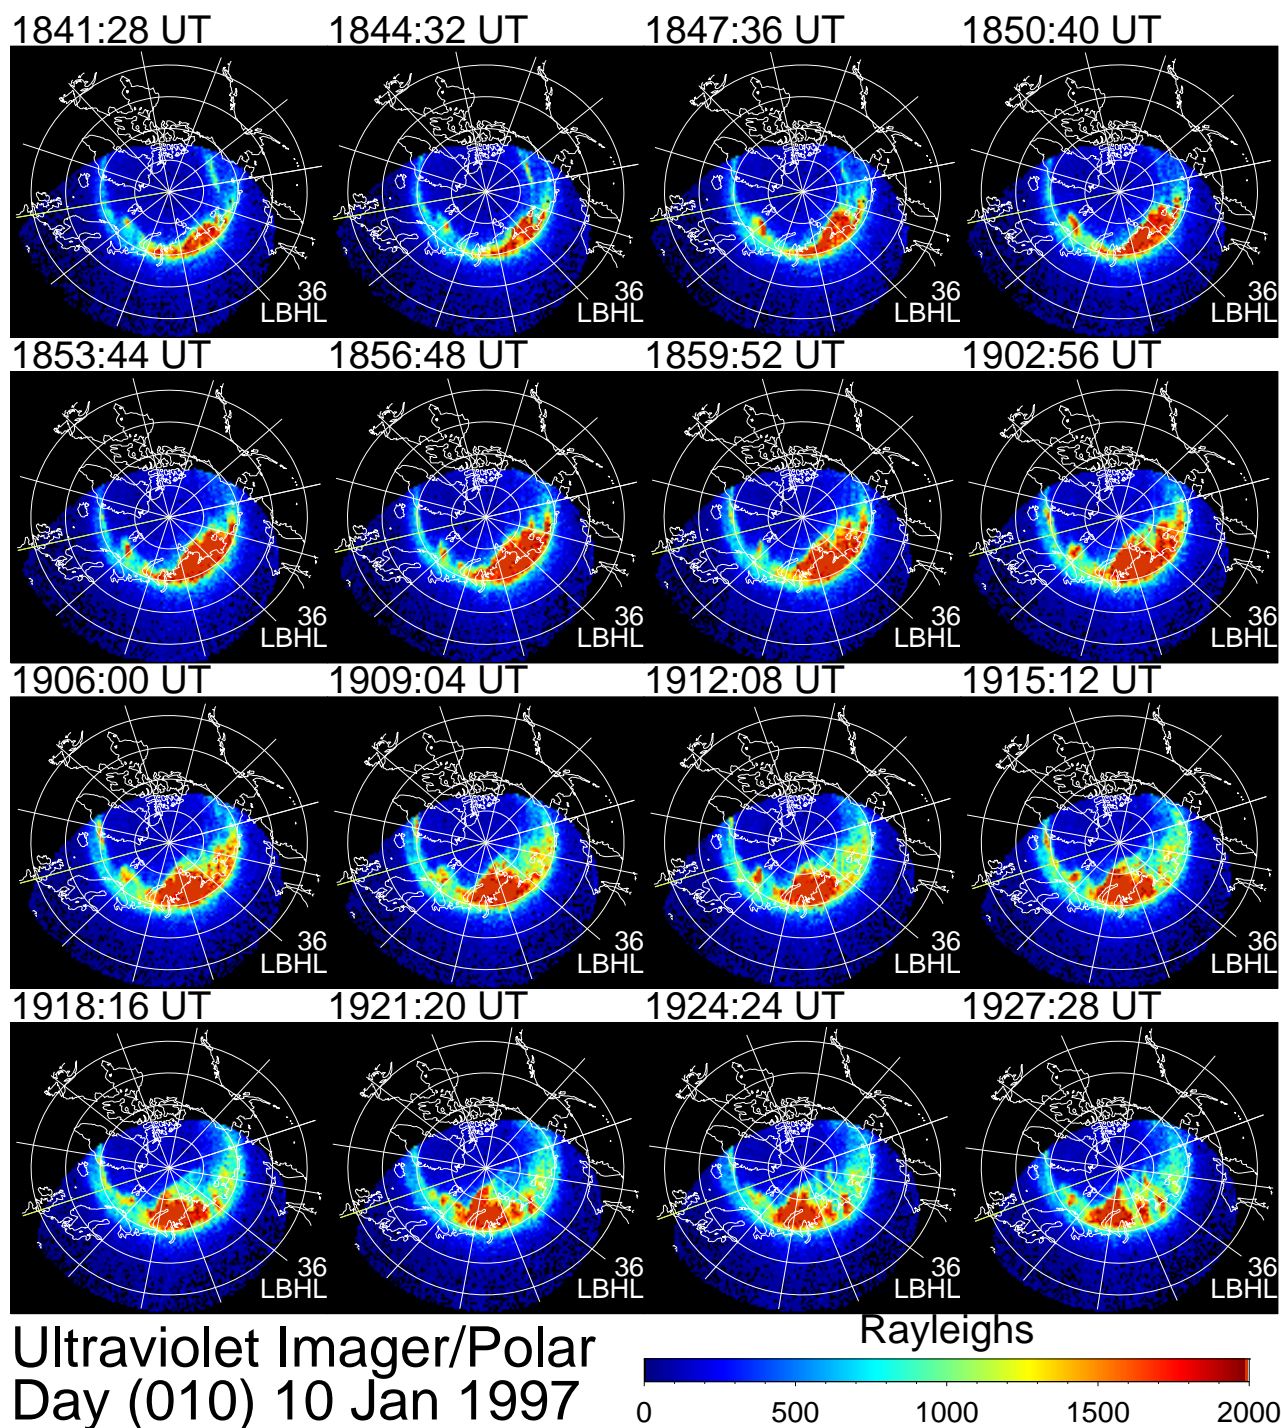 1841:28 UT 1844:32 UT 1847:36 UT 1850:40 UT
36 36 36 36
LBHL LBHL LBHL LBHL
1853:44 UT 1856:48 UT 1859:52 UT 1902:56 UT
36 36 36 36
LBHL LBHL LBHL LBHL
1906:00 UT 1909:04 UT 1912:08 UT 1915:12 UT
36 36 36 36
LBHL LBHL LBHL LBHL
1918:16 UT 1921:20 UT 1924:24 UT 1927:28 UT
36 36 36 36
LBHL LBHL LBHL LBHL
Ultraviolet Imager/Polar
Day (010) 10 Jan 1997
Rayleighs
0 500 1000 1500 2000